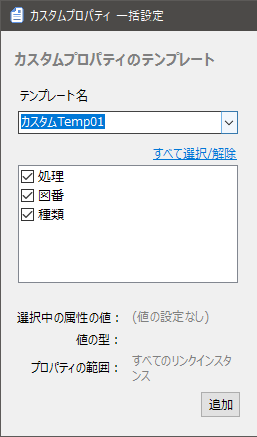 カスタムプロパティ 一括設定
カスタムプロパティのテンプレート
テンプレート名
カスタムTemp01
すべて選択/解除
処理
図番
種類
選択中の属性の値： (値の設定なし)
値の型：
プロパティの範囲： すべてのリンクインスタ
ンス
追加